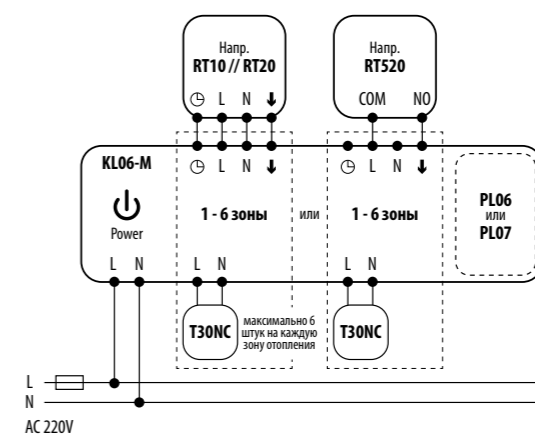 Напр.
RT10 // RT20
L N
Напр.
RT520
COM NO
KL06-M
Power
L N
L N
1 - 6 зоны
L N
или
L N
1 - 6 зоны
L N
PL06
или
PL07
T30NC
максимально 6
штук на каждую
зону отопления
T30NC
L
N
AC 220V